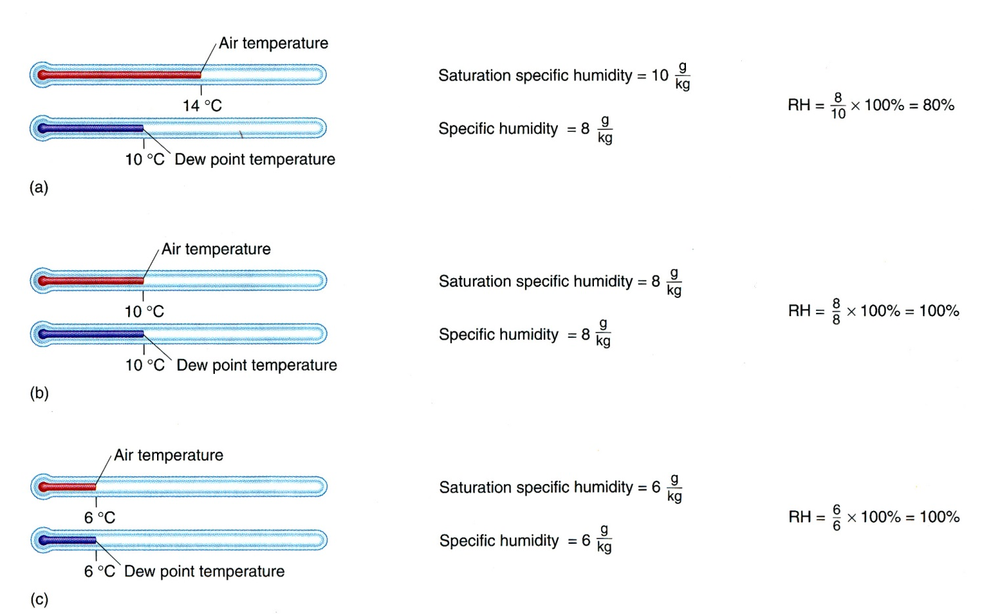 Air temperature
14 °C
10 °C Dew point temperature
Saturation specific humidity = 10 g/kg
Specific humidity = 8 g/kg
RH = 8/10 × 100% = 80%
(a)
Air temperature
10 °C
10 °C Dew point temperature
Saturation specific humidity = 8 g/kg
Specific humidity = 8 g/kg
RH = 8/8 × 100% = 100%
(b)
Air temperature
6 °C
6 °C Dew point temperature
Saturation specific humidity = 6 g/kg
Specific humidity = 6 g/kg
RH = 6/6 × 100% = 100%
(c)